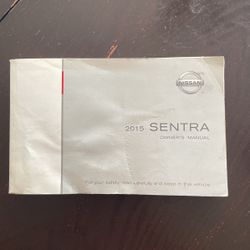 NISSAN
2015 SENTRA
OWNER'S MANUAL
For your safety, read carefully and keep in this vehicle.